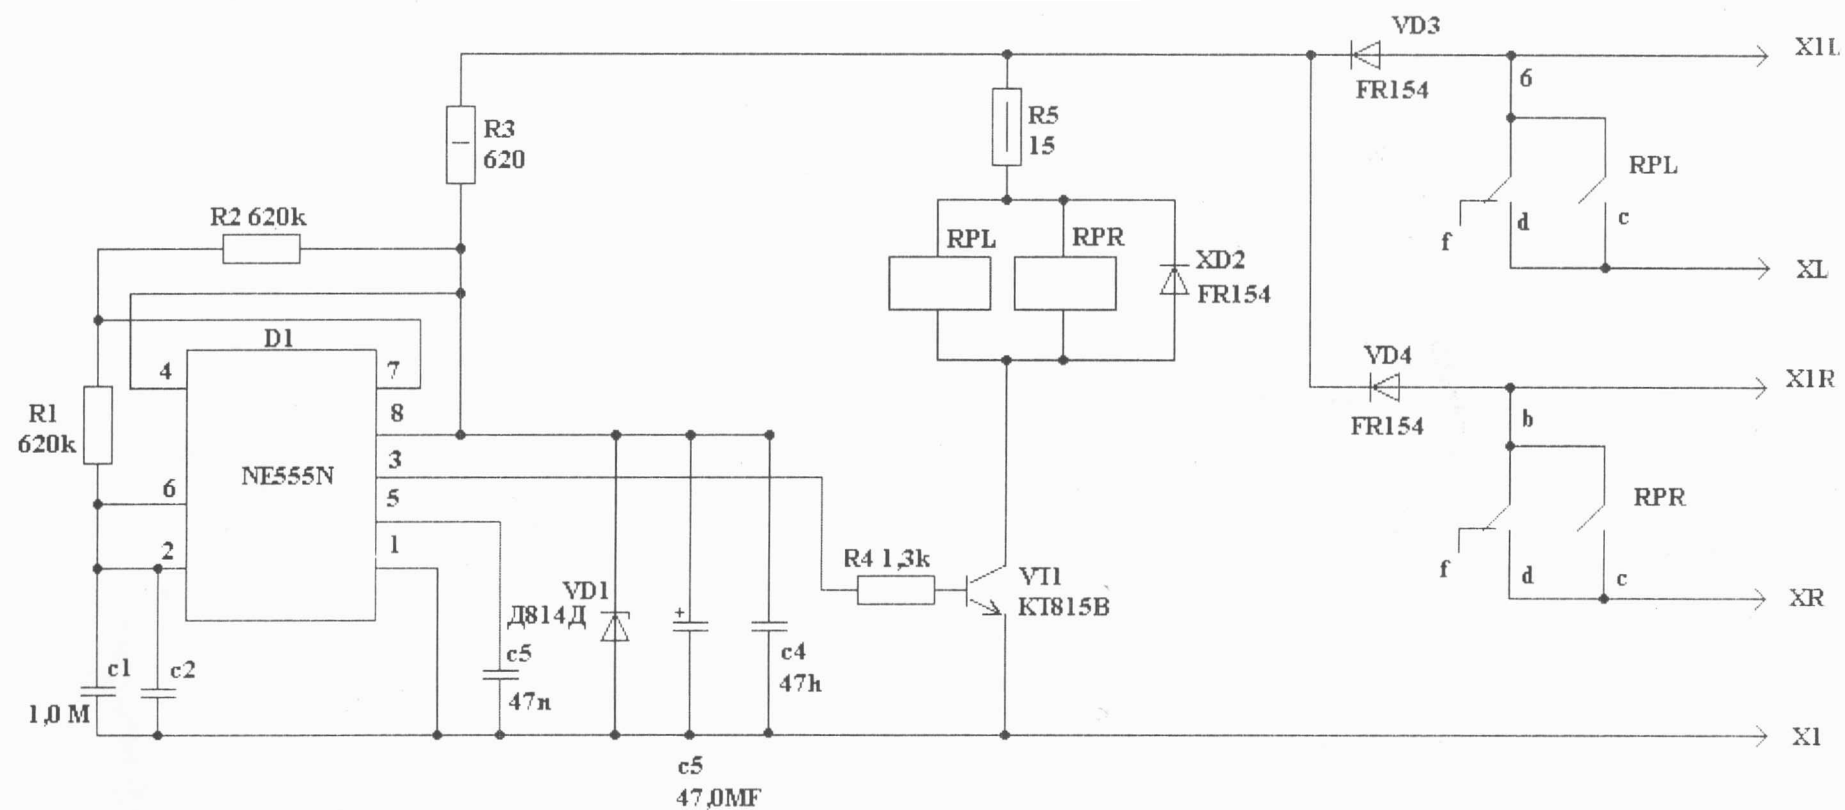 VD3
X1L
FR154
6
R3
620
R5
15
RPL
R2 620k
d
c
f
RPL
RPR
XD2
FR154
XL
D1
4
7
VD4
X1R
R1
620k
8
FR154
b
3
NE555N
6
5
RPR
2
1
R4 1,3k
VT1
KT815B
f
d
c
XR
VD1
Д814Д
+
c1
c2
c5
47n
c4
47h
1,0 M
X1
c5
47,0MF